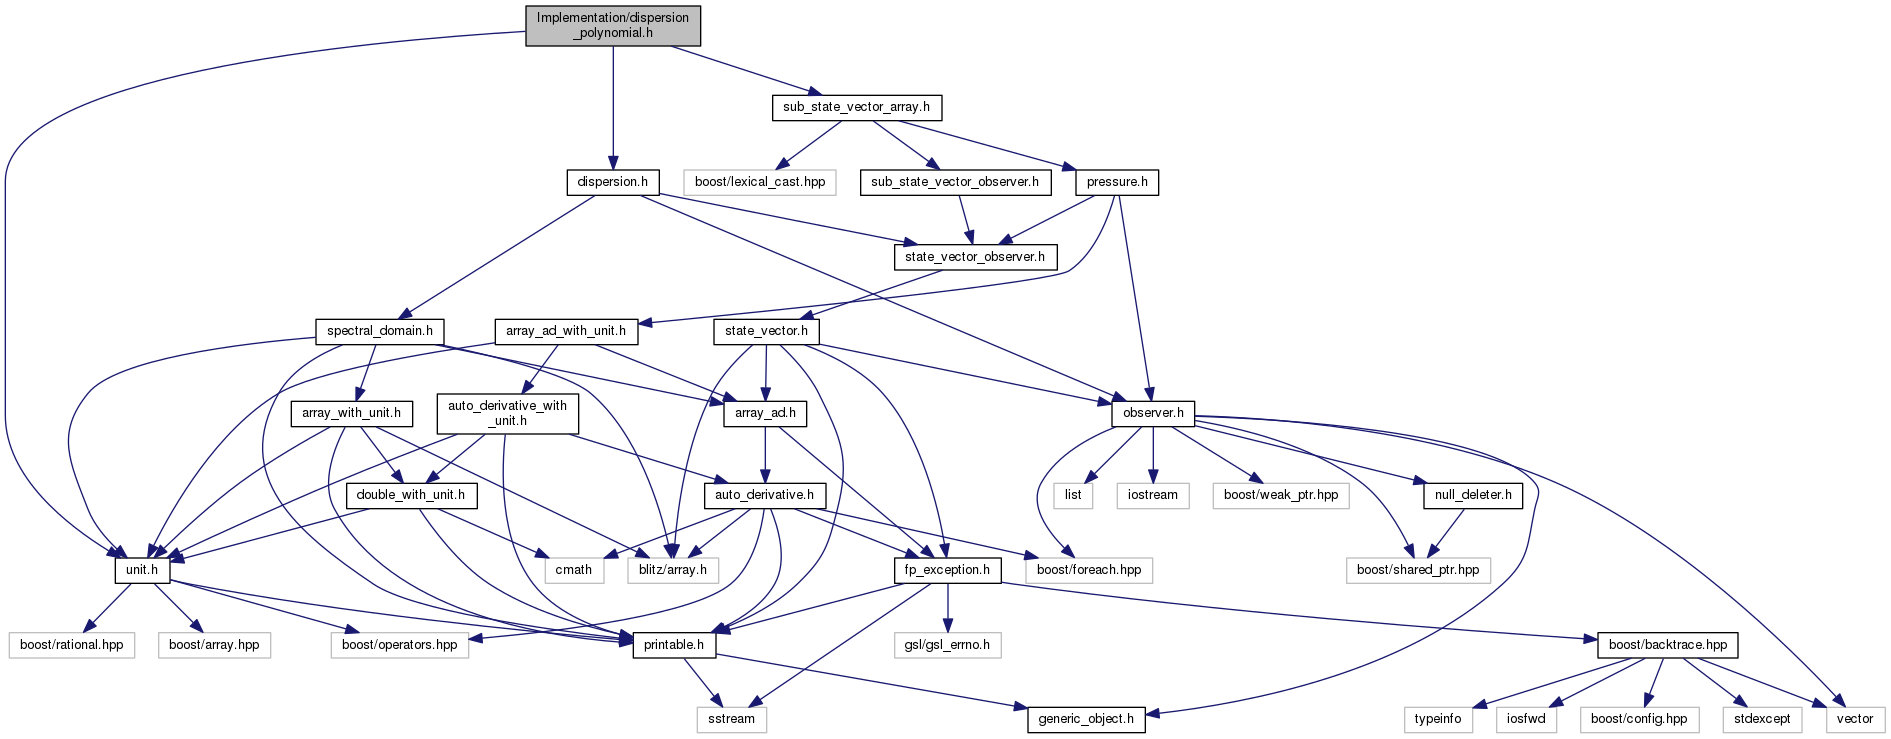 Implementation/dispersion
_polynomial.h
sub_state_vector_array.h
dispersion.h
boost/lexical_cast.hpp
sub_state_vector_observer.h
pressure.h
state_vector_observer.h
spectral_domain.h
array_ad_with_unit.h
state_vector.h
array_with_unit.h
auto_derivative_with
_unit.h
array_ad.h
observer.h
double_with_unit.h
auto_derivative.h
list
iostream
boost/weak_ptr.hpp
null_deleter.h
unit.h
cmath
blitz/array.h
fp_exception.h
boost/foreach.hpp
boost/shared_ptr.hpp
boost/rational.hpp
boost/array.hpp
boost/operators.hpp
printable.h
gsl/gsl_errno.h
boost/backtrace.hpp
sstream
generic_object.h
typeinfo
iosfwd
boost/config.hpp
stdexcept
vector